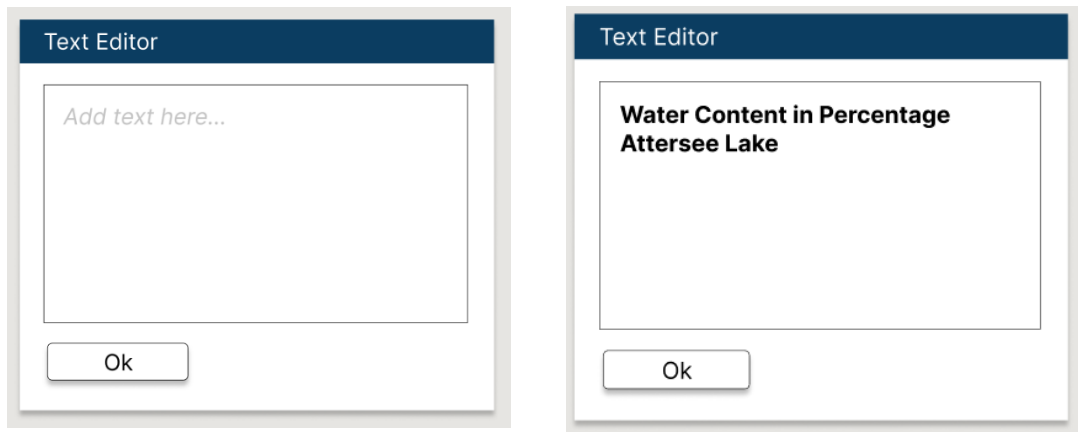 Text Editor
Add text here...
Ok
Text Editor
Water Content in Percentage
Attersee Lake
Ok